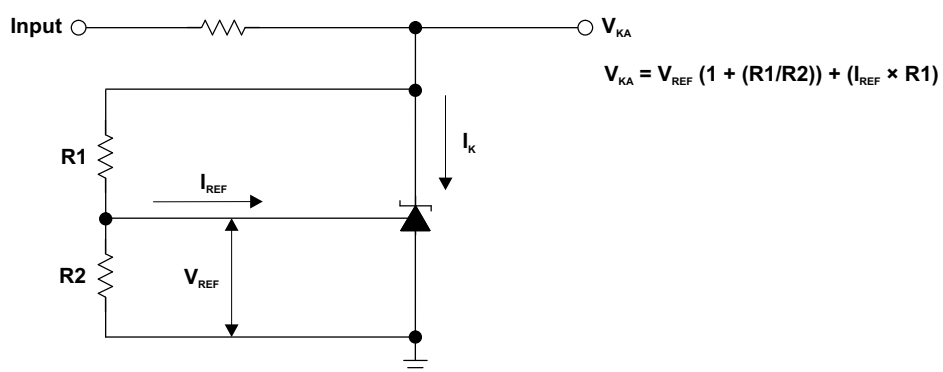 Input
V_KA
V_KA = V_REF (1 + (R1/R2)) + (I_REF × R1)
I_K
R1
I_REF
R2
V_REF